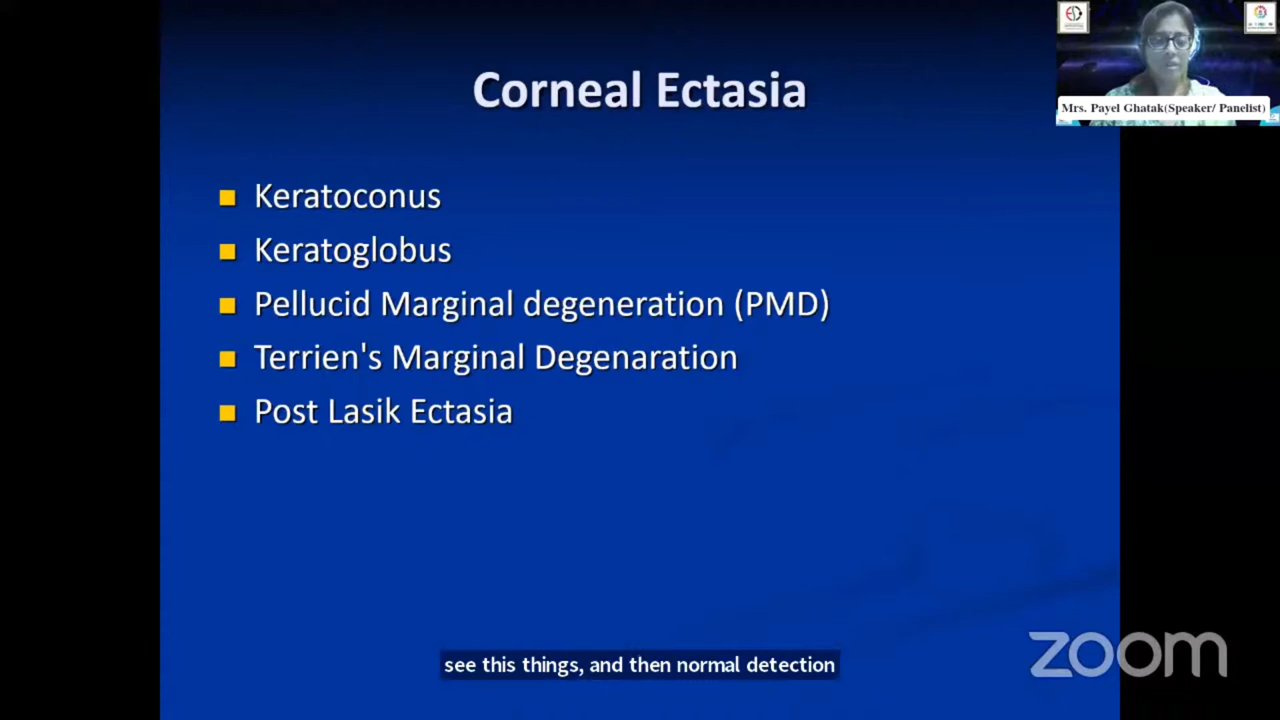 Corneal Ectasia
Mrs. Payel Ghatak(Speaker/ Panelist)
Keratoconus
Keratoglobus
Pellucid Marginal degeneration (PMD)
Terrien's Marginal Degenaration
Post Lasik Ectasia
see this things, and then normal detection
zoom